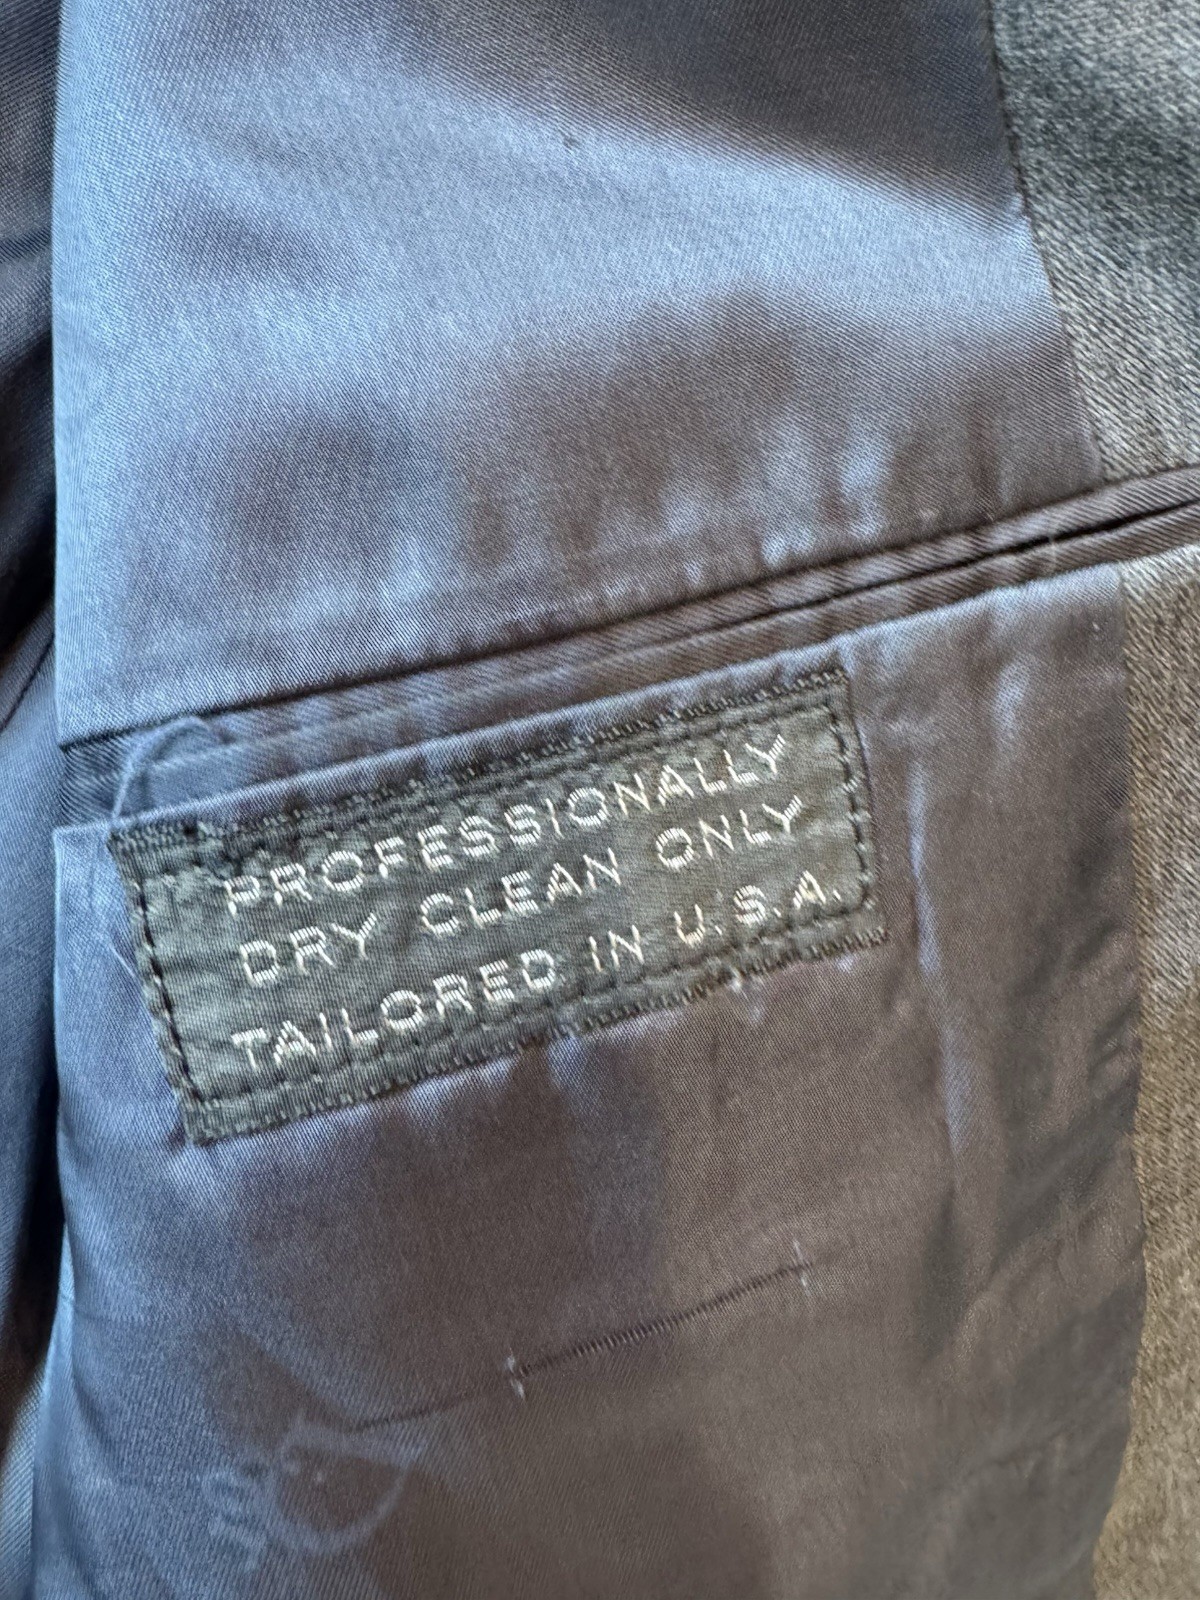 PROFESSIONALLY
DRY CLEAN ONLY
TAILORED IN U.S.A.